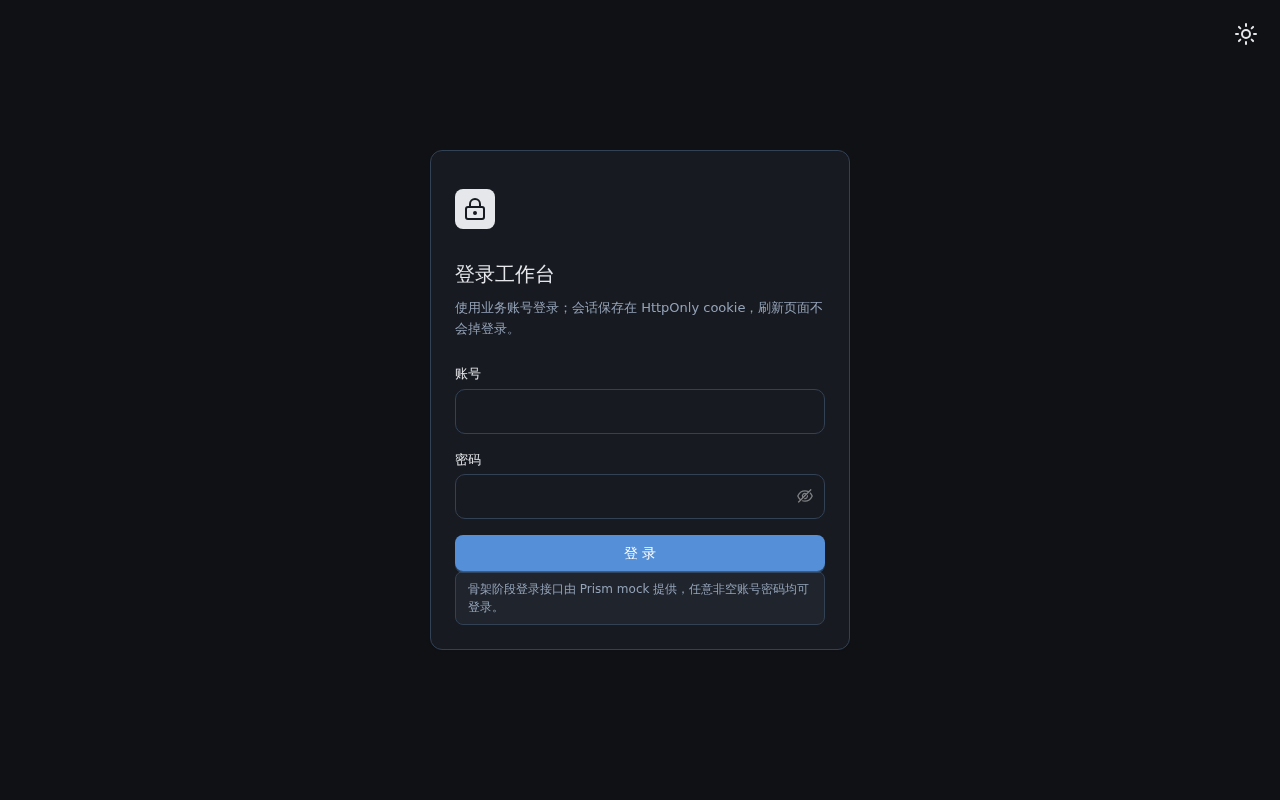 登录工作台
使用业务账号登录；会话保存在 HttpOnly cookie，刷新页面不
会掉登录。
账号
密码
登 录
骨架阶段登录接口由 Prism mock 提供，任意非空账号密码均可
登录。